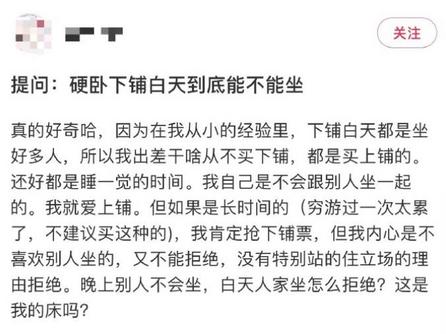 关注
提问：硬卧下铺白天到底能不能坐
真的好奇哈，因为在我从小的经验里，下铺白天都是坐
好多人，所以我出差干啥从不买下铺，都是买上铺的。
还好都是睡一觉的时间。我自己是不会跟别人坐一起
的。我就爱上铺。但如果是长时间的（穷游过一次太累
了，不建议买这种的)，我肯定抢下铺票，但我内心是不
喜欢别人坐的，又不能拒绝，没有特别站的住立场的理
由拒绝。晚上别人不会坐，白天人家坐怎么拒绝？这是
我的床吗？